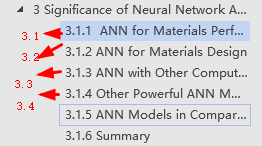 3 Significance of Neural Network A...
3.1 3.1.1 ANN for Materials Perf...
3.2 3.1.2 ANN for Materials Design
3.3 3.1.3 ANN with Other Comput...
3.4 3.1.4 Other Powerful ANN M...
3.1.5 ANN Models in Compar...
3.1.6 Summary